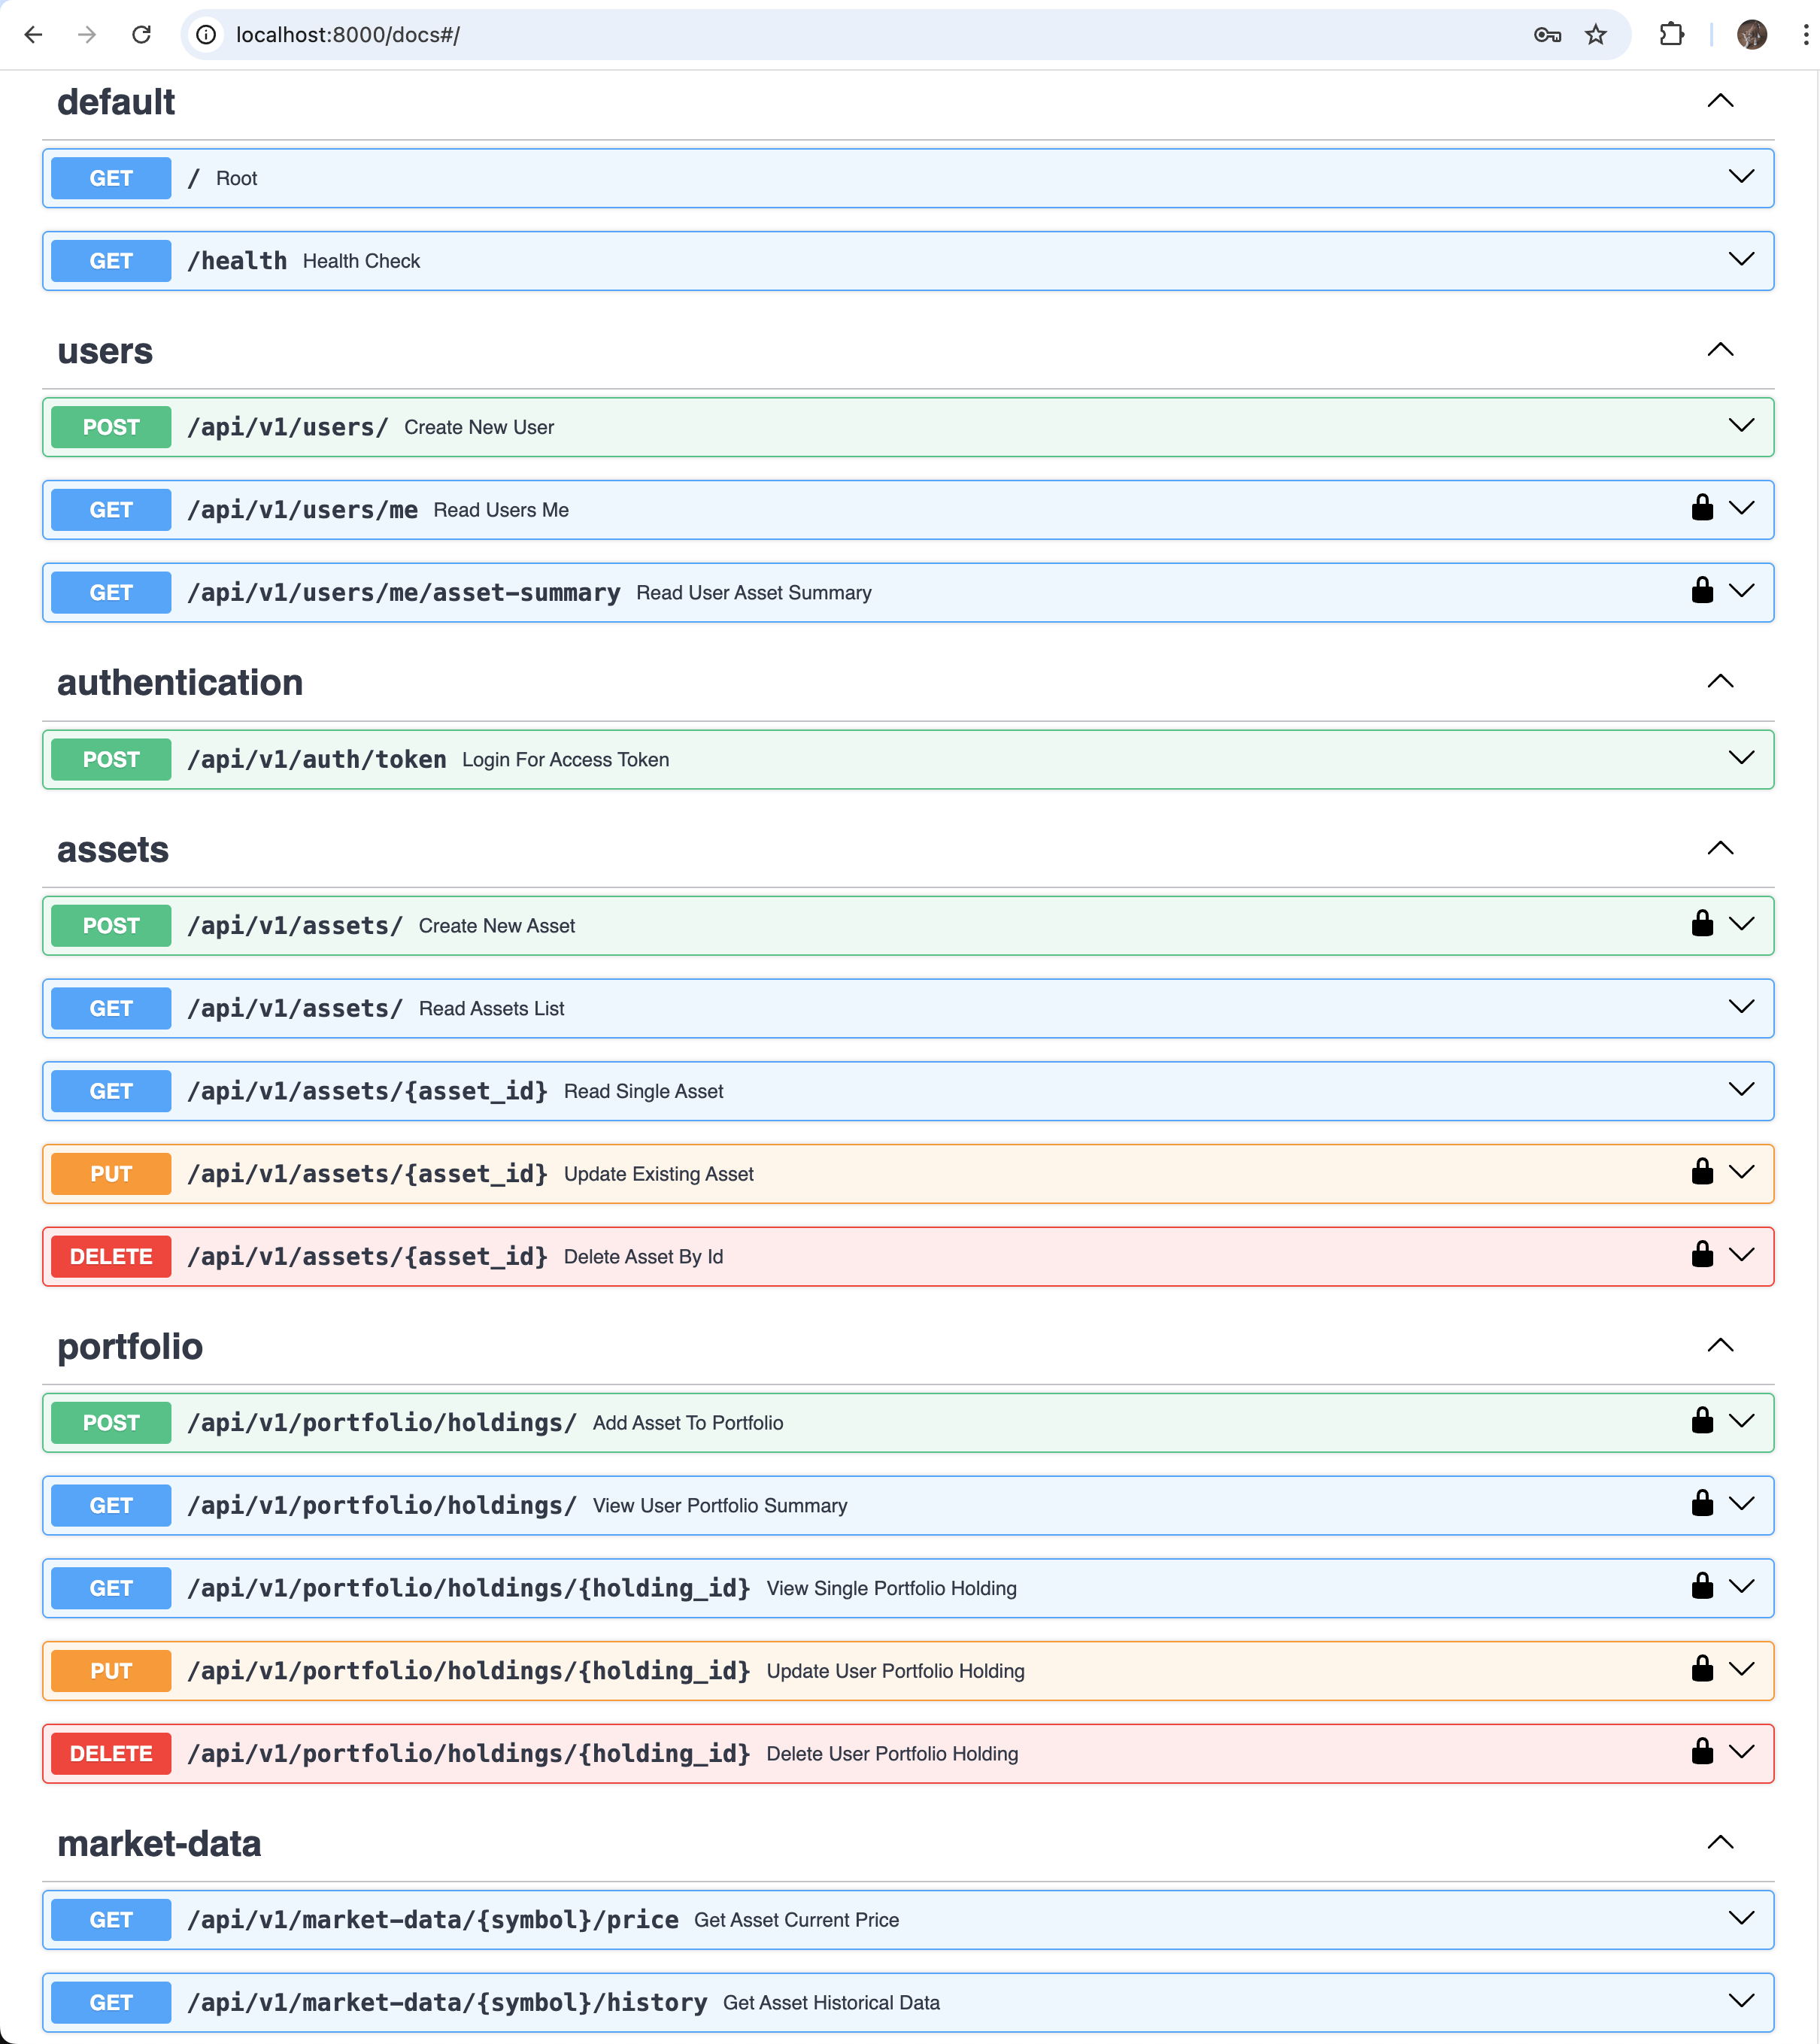 localhost:8000/docs#/
default
GET / Root
GET /health Health Check
users
POST /api/v1/users/ Create New User
GET /api/v1/users/me Read Users Me
GET /api/v1/users/me/asset-summary Read User Asset Summary
authentication
POST /api/v1/auth/token Login For Access Token
assets
POST /api/v1/assets/ Create New Asset
GET /api/v1/assets/ Read Assets List
GET /api/v1/assets/{asset_id} Read Single Asset
PUT /api/v1/assets/{asset_id} Update Existing Asset
DELETE /api/v1/assets/{asset_id} Delete Asset By Id
portfolio
POST /api/v1/portfolio/holdings/ Add Asset To Portfolio
GET /api/v1/portfolio/holdings/ View User Portfolio Summary
GET /api/v1/portfolio/holdings/{holding_id} View Single Portfolio Holding
PUT /api/v1/portfolio/holdings/{holding_id} Update User Portfolio Holding
DELETE /api/v1/portfolio/holdings/{holding_id} Delete User Portfolio Holding
market-data
GET /api/v1/market-data/{symbol}/price Get Asset Current Price
GET /api/v1/market-data/{symbol}/history Get Asset Historical Data